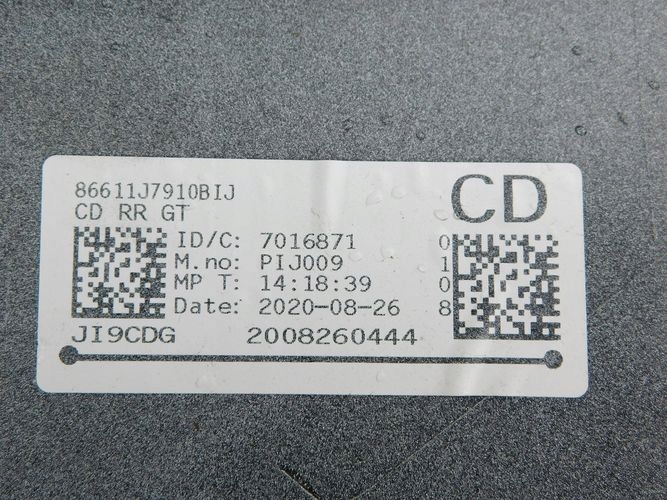 86611J7910BIJ
CD RR GT
CD
ID/C: 7016871
M.no: PIJ009
MP T: 14:18:39
Date: 2020-08-26
0
1
0
8
JI9CDG 2008260444